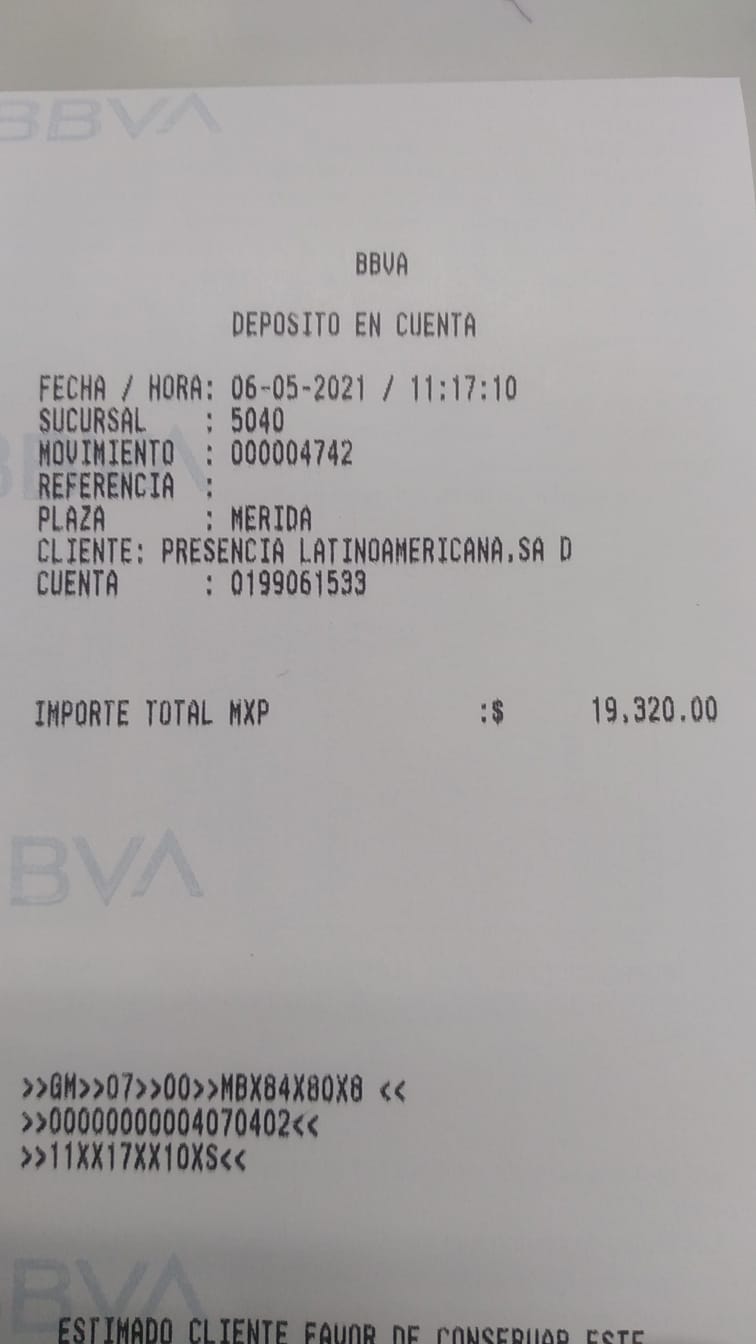 BBVA
BBVA
DEPOSITO EN CUENTA
FECHA / HORA: 06-05-2021 / 11:17:10
SUCURSAL : 5040
MOVIMIENTO : 000004742
REFERENCIA :
PLAZA : MERIDA
CLIENTE: PRESENCIA LATINOAMERICANA,SA D
CUENTA : 0199061533
IMPORTE TOTAL MXP :$ 19,320.00
BVA
>>GM>>07>>00>>MBX84X80X8 <<
>>00000000004070402<<
>>11XX17XX10XS<<
BVA
ESTIMADO CLIENTE FAVOR DE CONSERVAR ESTE